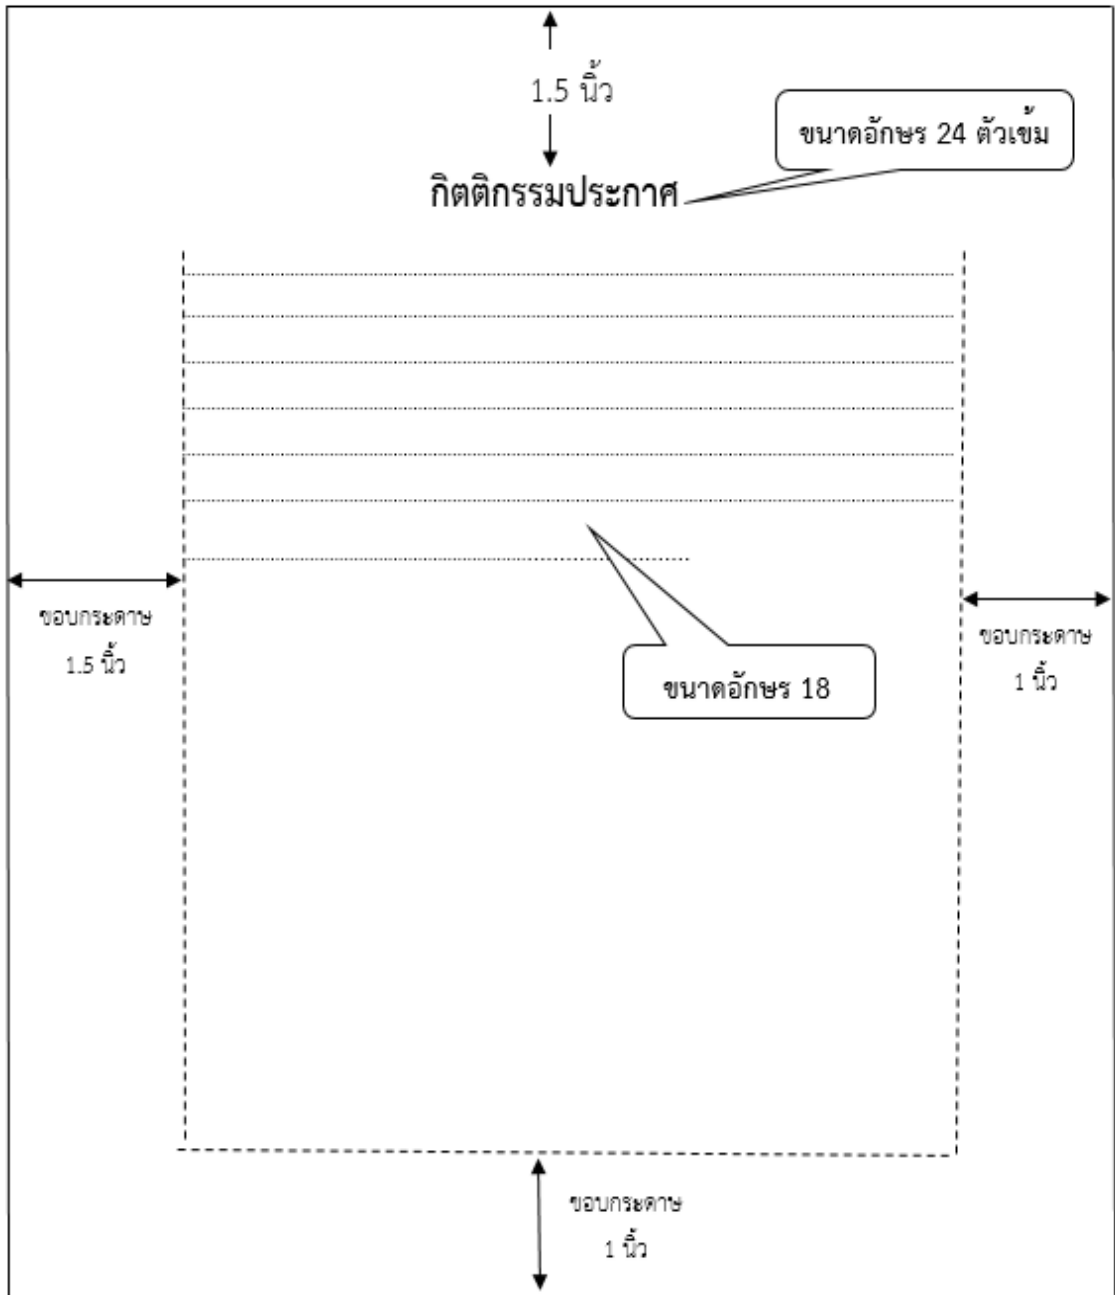 1.5 นิ้ว
ขนาดอักษร 24 ตัวเข้ม
กิตติกรรมประกาศ
ขอบกระดาษ
1.5 นิ้ว
ขอบกระดาษ
1 นิ้ว
ขนาดอักษร 18
ขอบกระดาษ
1 นิ้ว